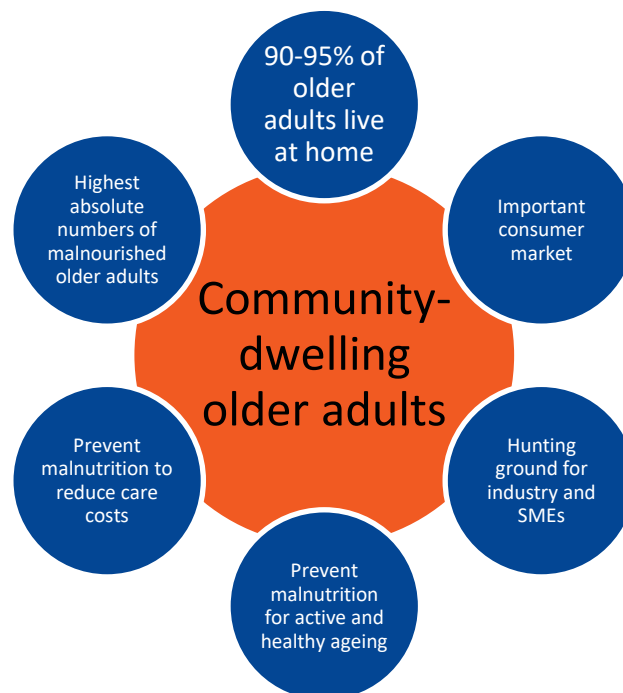 90-95% of
older
adults live
at home
Important
consumer
market
Hunting
ground for
industry and
SMEs
Prevent
malnutrition
for active and
healthy ageing
Prevent
malnutrition to
reduce care
costs
Highest
absolute
numbers of
malnourished
older adults
Community-
dwelling
older adults